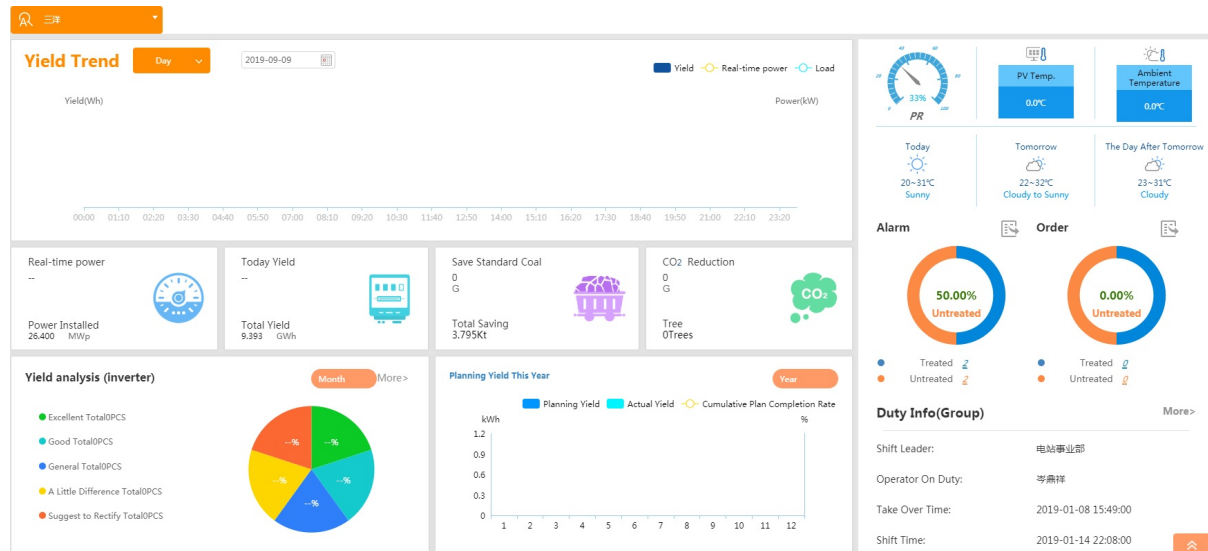 三洋
Yield Trend
Day
2019-09-09
Yield
Real-time power
Load
Yield(Wh)
Power(kW)
00:00 01:10 02:20 03:30 04:40 05:50 07:00 08:10 09:20 10:30 11:40 12:50 14:00 15:10 16:20 17:30 18:40 19:50 21:00 22:10 23:20
Real-time power
--
Power Installed
26.400 MWp
Today Yield
--
Total Yield
9.393 GWh
Save Standard Coal
0
G
Total Saving
3.795Kt
CO2 Reduction
0
G
Tree
0Trees
CO2
Yield analysis (inverter)
Month
More>
Excellent Total0PCS
Good Total0PCS
General Total0PCS
A Little Difference Total0PCS
Suggest to Rectify Total0PCS
--% --%
--% --%
--%
Planning Yield This Year
Year
Planning Yield
Actual Yield
Cumulative Plan Completion Rate
kWh
%
1.2
0.9
0.6
0.3
0
1 2 3 4 5 6 7 8 9 10 11 12
33%
PR
PV Temp.
0.0℃
Ambient
Temperature
0.0℃
Today
20~31℃
Sunny
Tomorrow
22~32℃
Cloudy to Sunny
The Day After Tomorrow
23~31℃
Cloudy
Alarm
50.00%
Untreated
Treated 2
Untreated 2
Order
0.00%
Untreated
Treated 0
Untreated 0
Duty Info(Group)
More>
Shift Leader: 电站事业部
Operator On Duty: 岑鼎祥
Take Over Time: 2019-01-08 15:49:00
Shift Time: 2019-01-14 22:08:00